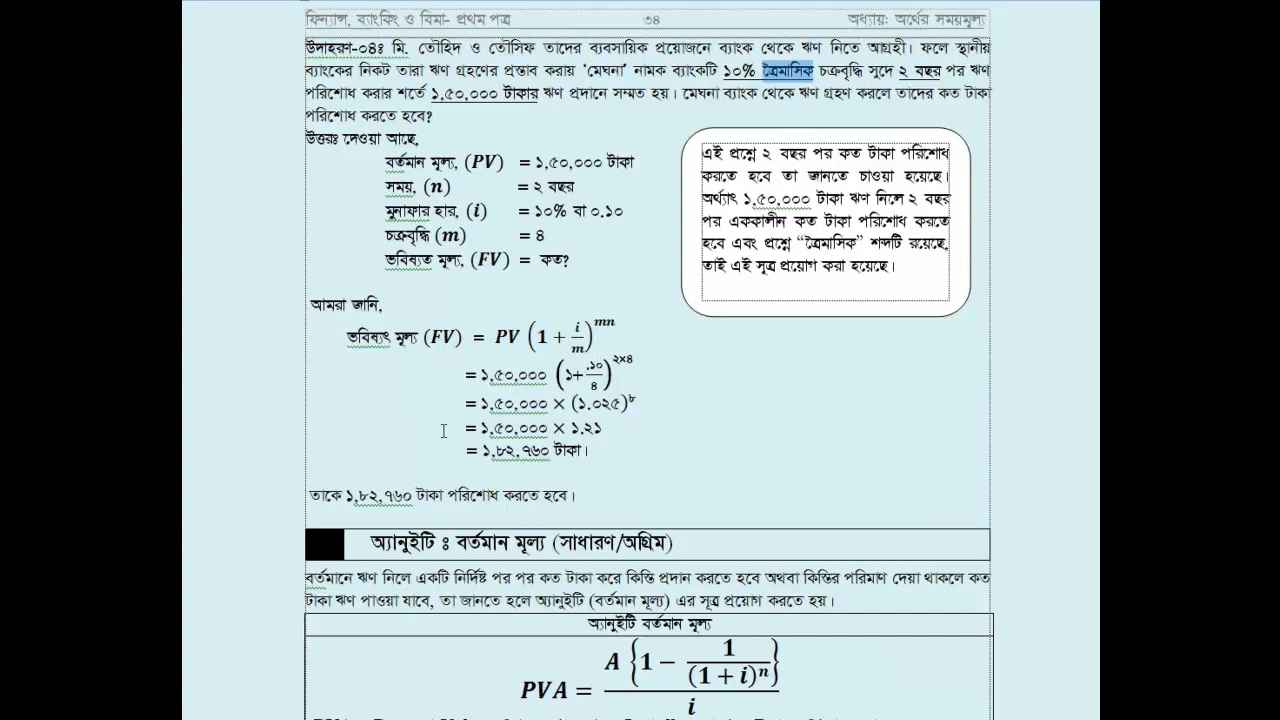 ফিন্যান্স, ব্যাংকিং ও বিমা- প্রথম পত্র ৩৪ অধ্যায়: অর্থের সময়মূল্য
উদাহরণ-০৪ঃ মি. তৌহিদ ও তৌসিফ তাদের ব্যবসায়িক প্রয়োজনে ব্যাংক থেকে ঋণ নিতে আগ্রহী। ফলে স্থানীয়
ব্যাংকের নিকট তারা ঋণ গ্রহণের প্রস্তাব করায় ‘মেঘনা’ নামক ব্যাংকটি ১০% ত্রৈমাসিক চক্রবৃদ্ধি সুদে ২ বছর পর ঋণ
পরিশোধ করার শর্তে ১,৫০,০০০ টাকার ঋণ প্রদানে সম্মত হয়। মেঘনা ব্যাংক থেকে ঋণ গ্রহণ করলে তাদের কত টাকা
পরিশোধ করতে হবে?
উত্তরঃ দেওয়া আছে,
বর্তমান মূল্য, (PV) = ১,৫০,০০০ টাকা
সময়, (n) = ২ বছর
মুনাফার হার, (i) = ১০% বা ০.১০
চক্রবৃদ্ধি (m) = ৪
ভবিষ্যত মূল্য, (FV) = কত?
এই প্রশ্নে ২ বছর পর কত টাকা পরিশোধ
করতে হবে তা জানতে চাওয়া হয়েছে।
অর্থ্যাৎ ১,৫০,০০০ টাকা ঋণ নিলে ২ বছর
পর এককালীন কত টাকা পরিশোধ করতে
হবে এবং প্রশ্নে “ত্রৈমাসিক” শব্দটি রয়েছে,
তাই এই সূত্র প্রয়োগ করা হয়েছে।
আমরা জানি,
ভবিষ্যৎ মূল্য (FV) = PV (1 + i/m)^mn
= ১,৫০,০০০ (১+.১০/৪)^২×৪
= ১,৫০,০০০ × (১.০২৫)^৮
= ১,৫০,০০০ × ১.২১
= ১,৮২,৭৬০ টাকা।
তাকে ১,৮২,৭৬০ টাকা পরিশোধ করতে হবে।
অ্যানুইটি ঃ বর্তমান মূল্য (সাধারণ/অগ্রিম)
বর্তমানে ঋণ নিলে একটি নির্দিষ্ট পর পর কত টাকা করে কিস্তি প্রদান করতে হবে অথবা কিস্তির পরিমাণ দেয়া থাকলে কত
টাকা ঋণ পাওয়া যাবে, তা জানতে হলে অ্যানুইটি (বর্তমান মূল্য) এর সূত্র প্রয়োগ করতে হয়।
অ্যানুইটি বর্তমান মূল্য
PVA = A {1 − 1/(1 + i)^n} / i